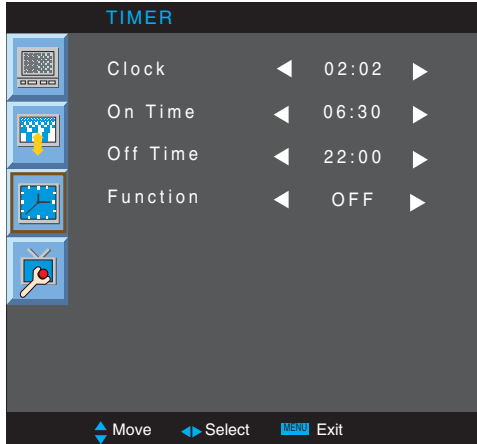 TIMER
Clock 02:02
On Time 06:30
Off Time 22:00
Function OFF
Move Select MENU Exit